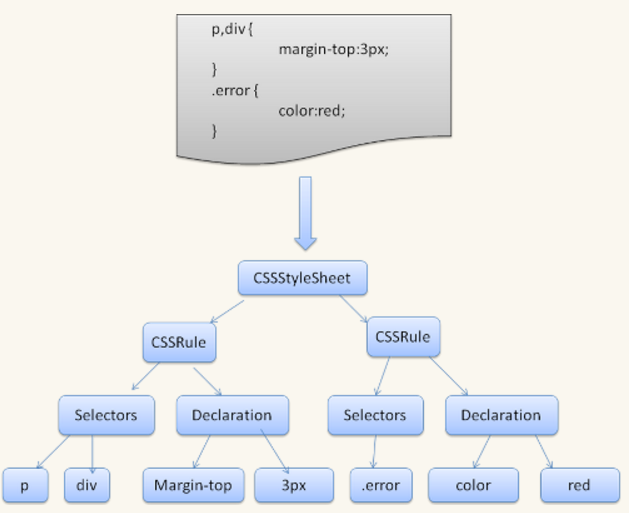 p,div {
margin-top:3px;
}
.error {
color:red;
}
CSSStyleSheet
CSSRule
CSSRule
Selectors
Declaration
Selectors
Declaration
p
div
Margin-top
3px
.error
color
red